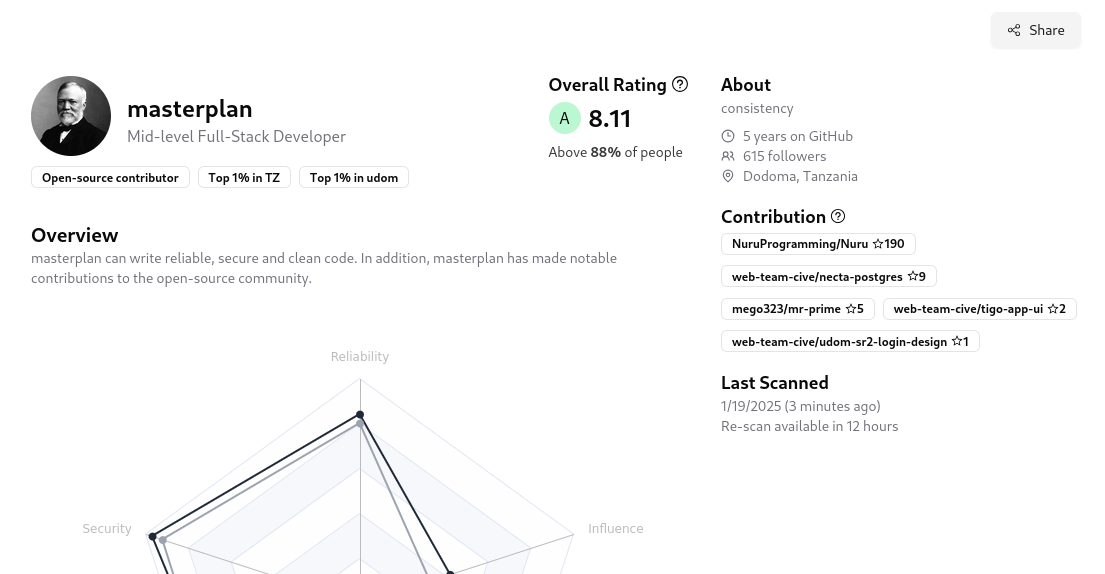 Share
masterplan
Mid-level Full-Stack Developer
Open-source contributor
Top 1% in TZ
Top 1% in udom
Overall Rating
A 8.11
Above 88% of people
Overview
masterplan can write reliable, secure and clean code. In addition, masterplan has made notable
contributions to the open-source community.
Reliability
Security
Influence
About
consistency
5 years on GitHub
615 followers
Dodoma, Tanzania
Contribution
NuruProgramming/Nuru ☆190
web-team-cive/necta-postgres ☆9
mego323/mr-prime ☆5
web-team-cive/tigo-app-ui ☆2
web-team-cive/udom-sr2-login-design ☆1
Last Scanned
1/19/2025 (3 minutes ago)
Re-scan available in 12 hours